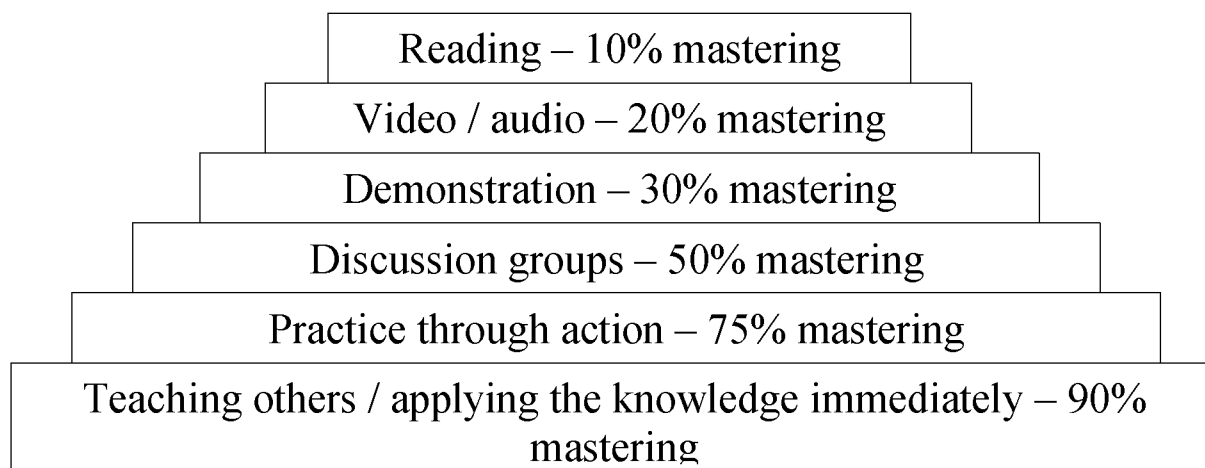 Reading – 10% mastering
Video / audio – 20% mastering
Demonstration – 30% mastering
Discussion groups – 50% mastering
Practice through action – 75% mastering
Teaching others / applying the knowledge immediately – 90%
mastering